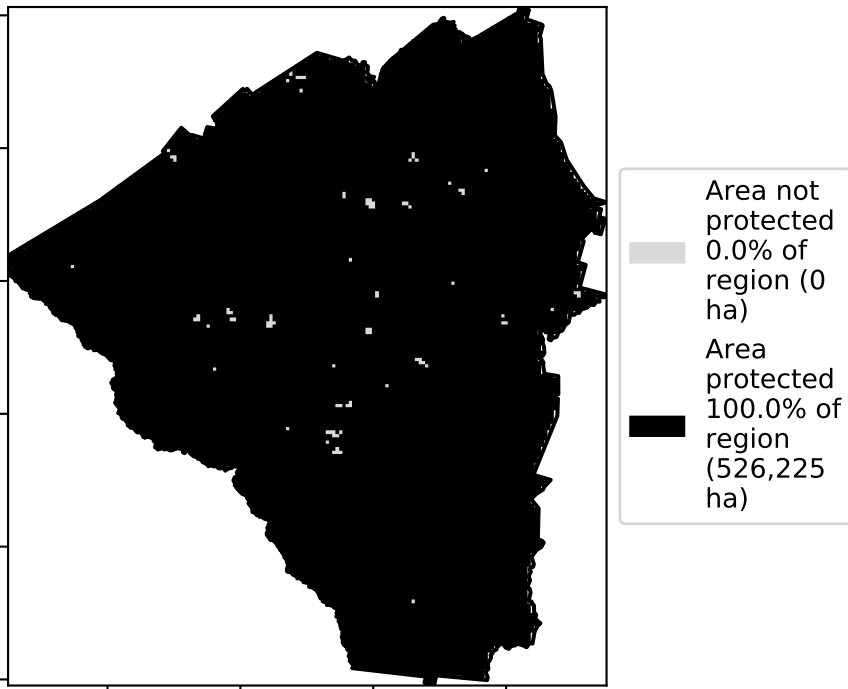 Area not
protected
0.0% of
region (0
ha)
Area
protected
100.0% of
region
(526,225
ha)